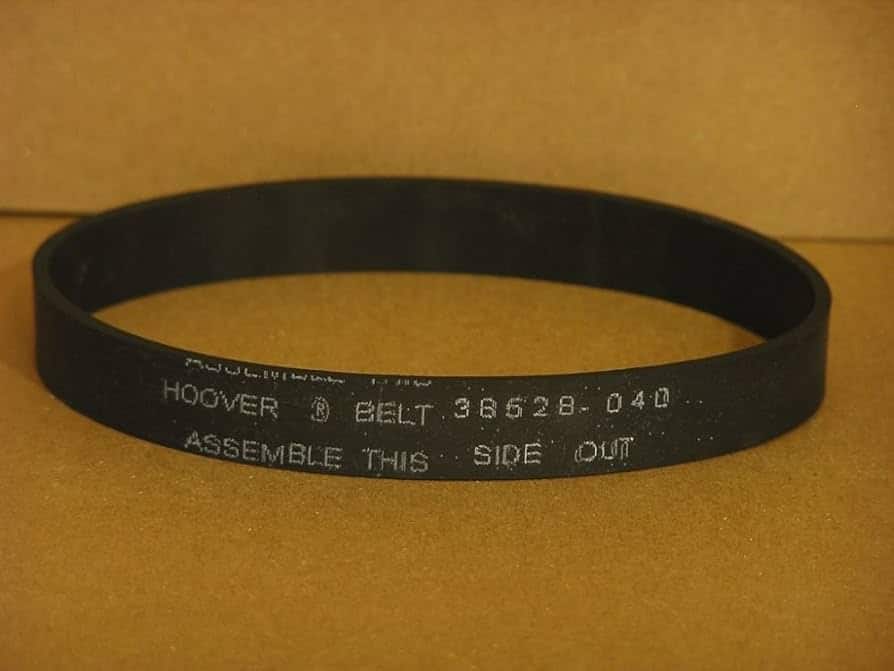 HOOVER ® BELT 38528-040
ASSEMBLE THIS SIDE OUT